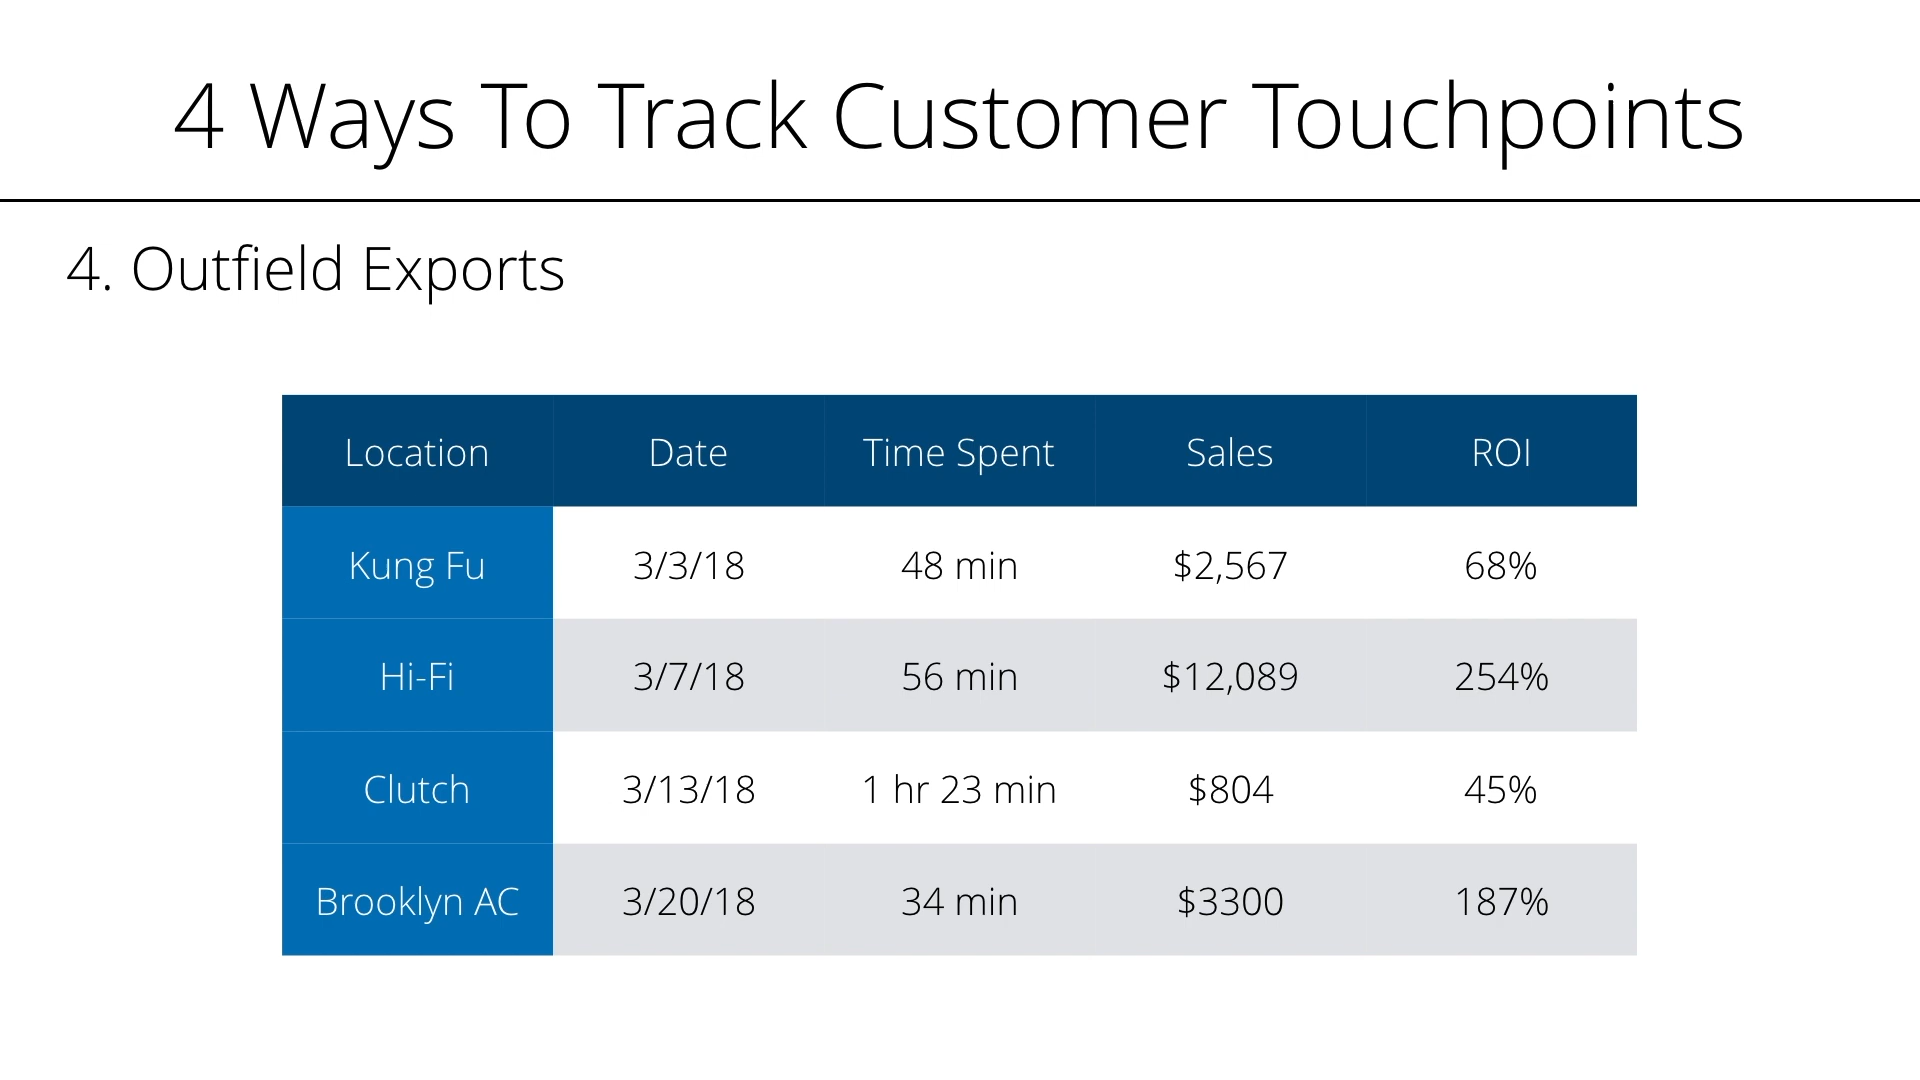 4 Ways To Track Customer Touchpoints
4. Outfield Exports
Location Date Time Spent Sales ROI
Kung Fu 3/3/18 48 min $2,567 68%
Hi-Fi 3/7/18 56 min $12,089 254%
Clutch 3/13/18 1 hr 23 min $804 45%
Brooklyn AC 3/20/18 34 min $3300 187%